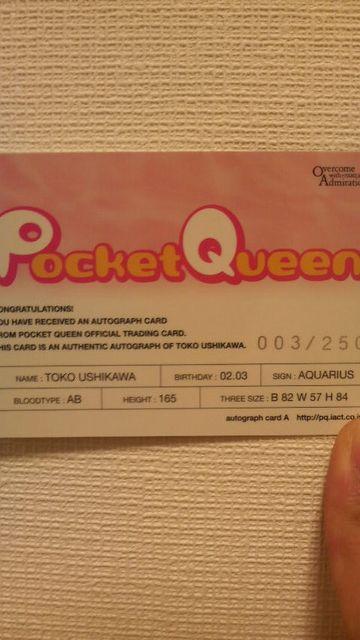 Overcome
Pocket Queen
ONGRATULATIONS!
OU HAVE RECEIVED AN AUTOGRAPH CARD
ROM POCKET QUEEN OFFICIAL TRADING CARD.
HIS CARD IS AN AUTHENTIC AUTOGRAPH OF TOKO USHIKAWA. 003/250
NAME : TOKO USHIKAWA BIRTHDAY : 02.03 SIGN : AQUARIUS
BLOODTYPE : AB HEIGHT : 165 THREE SIZE : B 82 W 57 H 84
autograph card A http://pq.iact.co.j